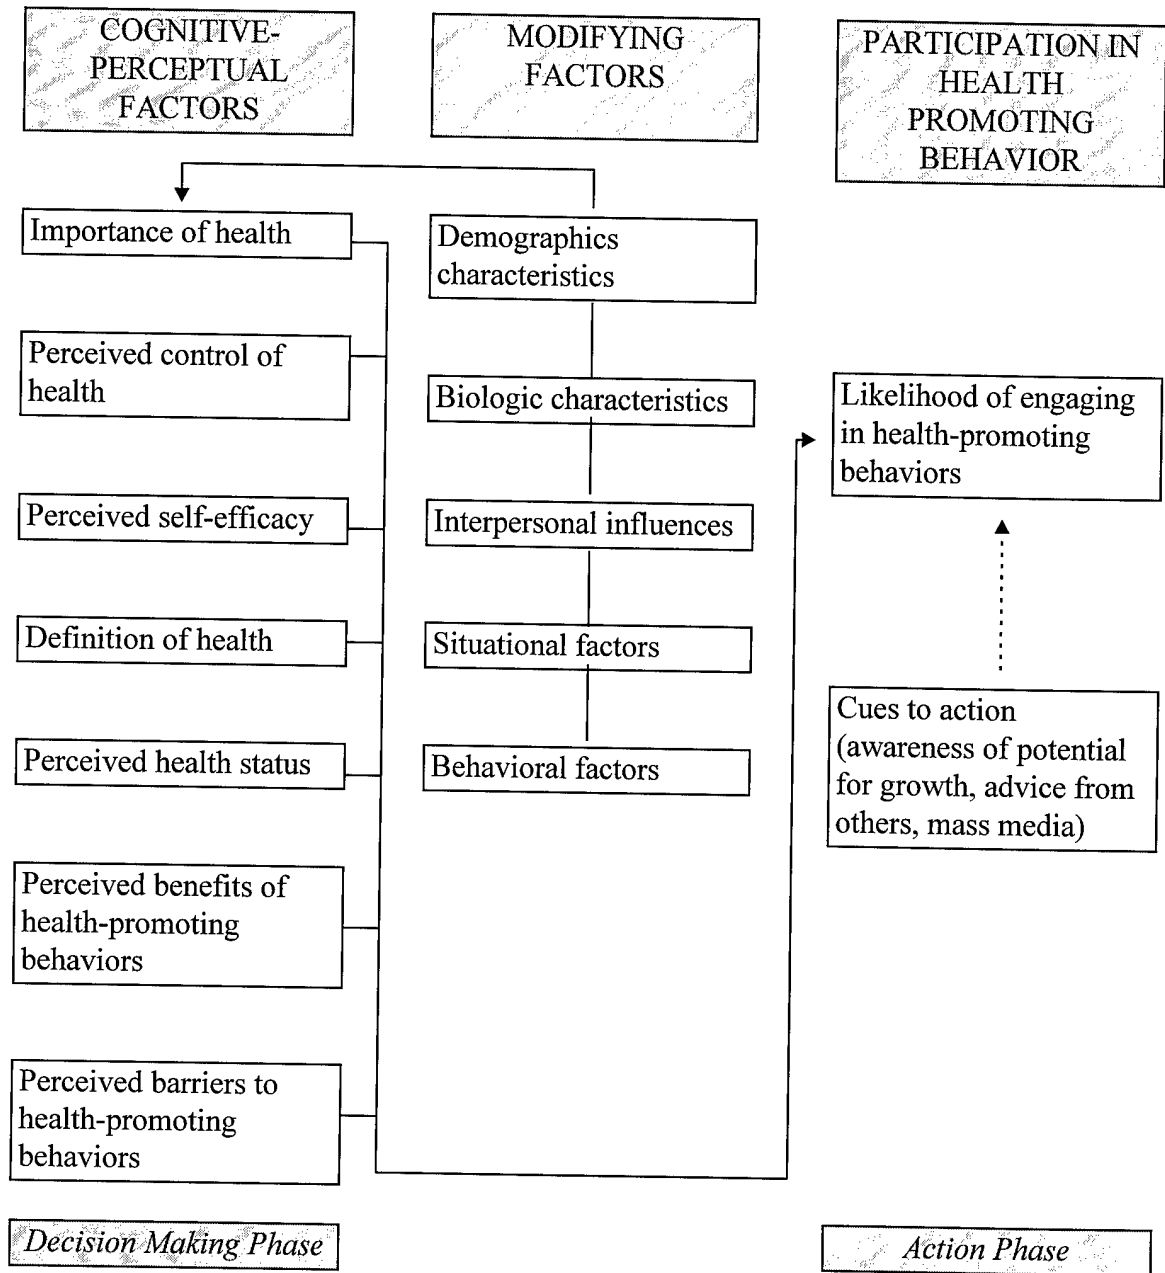 COGNITIVE-
PERCEPTUAL
FACTORS
MODIFYING
FACTORS
PARTICIPATION IN
HEALTH
PROMOTING
BEHAVIOR
Importance of health
Perceived control of
health
Perceived self-efficacy
Definition of health
Perceived health status
Perceived benefits of
health-promoting
behaviors
Perceived barriers to
health-promoting
behaviors
Demographics
characteristics
Biologic characteristics
Interpersonal influences
Situational factors
Behavioral factors
Likelihood of engaging
in health-promoting
behaviors
Cues to action
(awareness of potential
for growth, advice from
others, mass media)
Decision Making Phase
Action Phase